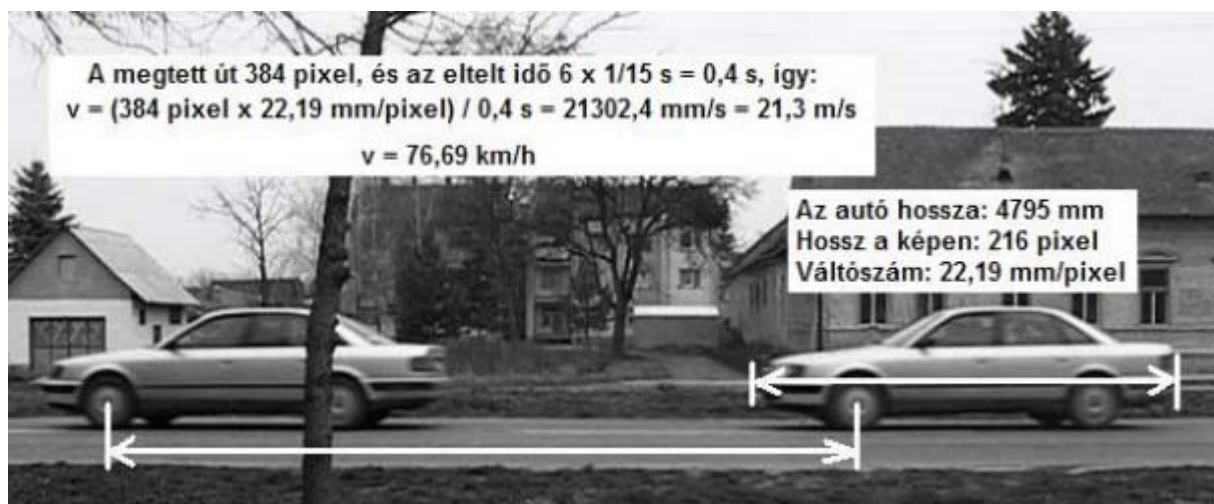 A megtett út 384 pixel, és az eltelt idő 6 x 1/15 s = 0,4 s, így:
v = (384 pixel x 22,19 mm/pixel) / 0,4 s = 21302,4 mm/s = 21,3 m/s
v = 76,69 km/h
Az autó hossza: 4795 mm
Hossz a képen: 216 pixel
Váltószám: 22,19 mm/pixel